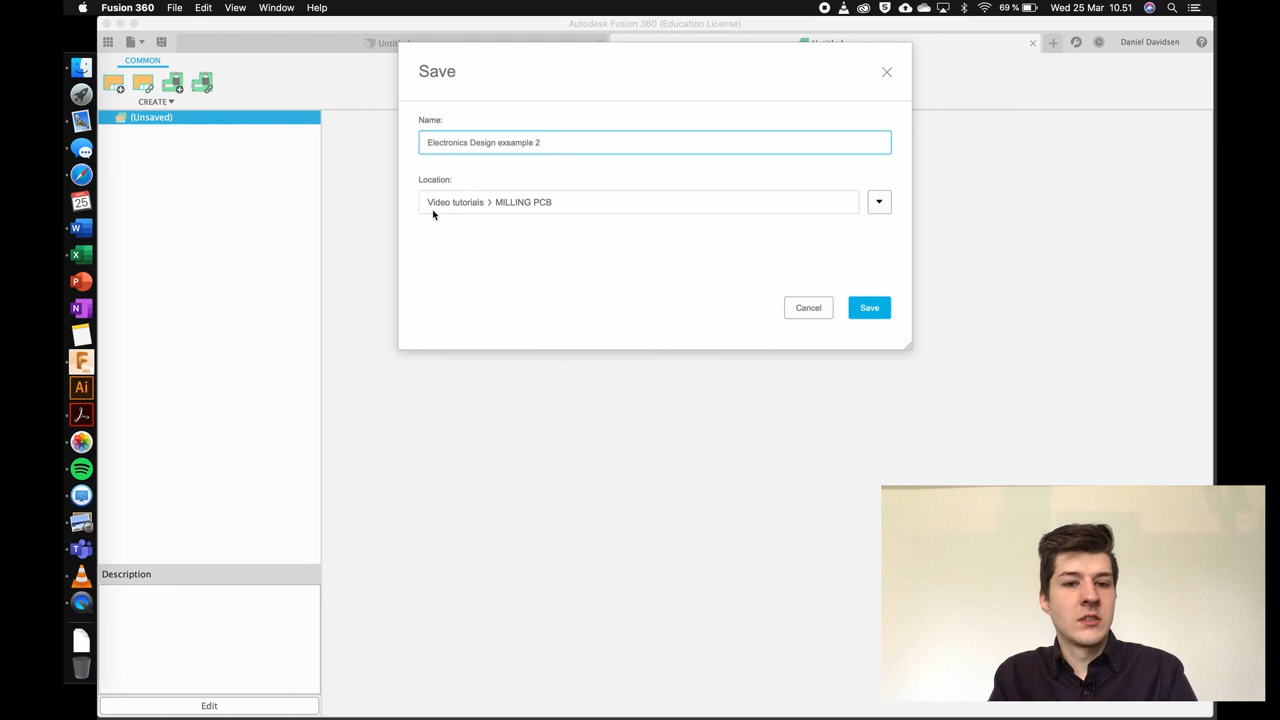 Fusion 360 File Edit View Window Help
69 % Wed 25 Mar 10.51
Autodesk Fusion 360 (Education License)
Daniel Davidsen
COMMON
CREATE
(Unsaved)
Save
Name:
Electronics Design exsample 2
Location:
Video tutorials > MILLING PCB
Cancel Save
Description
Edit
25
Ai